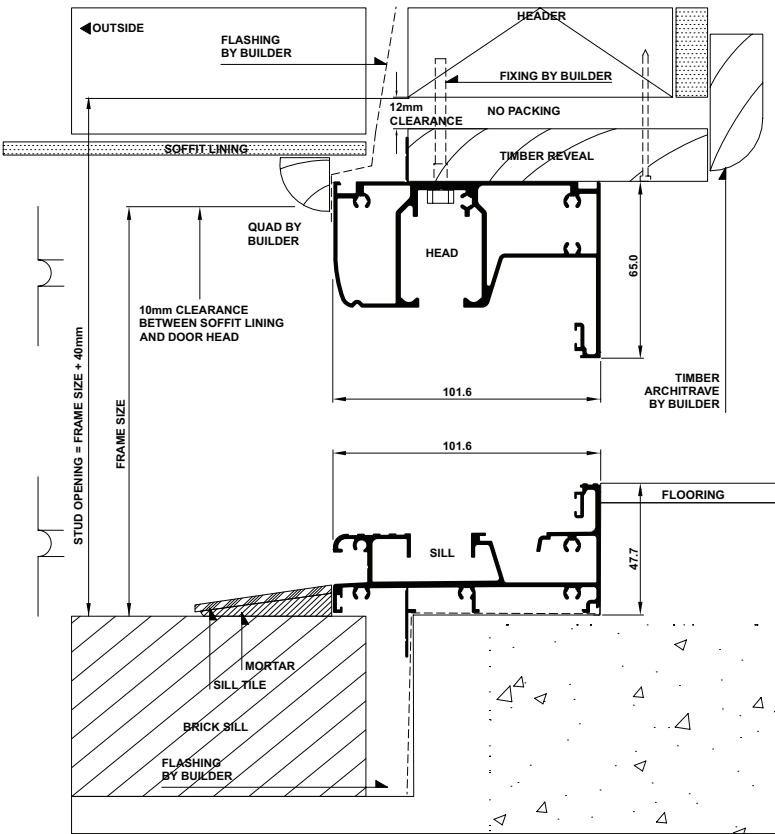 OUTSIDE
FLASHING
BY BUILDER
HEADER
FIXING BY BUILDER
12mm
CLEARANCE
NO PACKING
SOFFIT LINING
TIMBER REVEAL
QUAD BY
BUILDER
HEAD
65.0
10mm CLEARANCE
BETWEEN SOFFIT LINING
AND DOOR HEAD
TIMBER
ARCHITRAVE
BY BUILDER
101.6
STUD OPENING = FRAME SIZE + 40mm
FRAME SIZE
101.6
FLOORING
SILL
47.7
MORTAR
SILL TILE
BRICK SILL
FLASHING
BY BUILDER